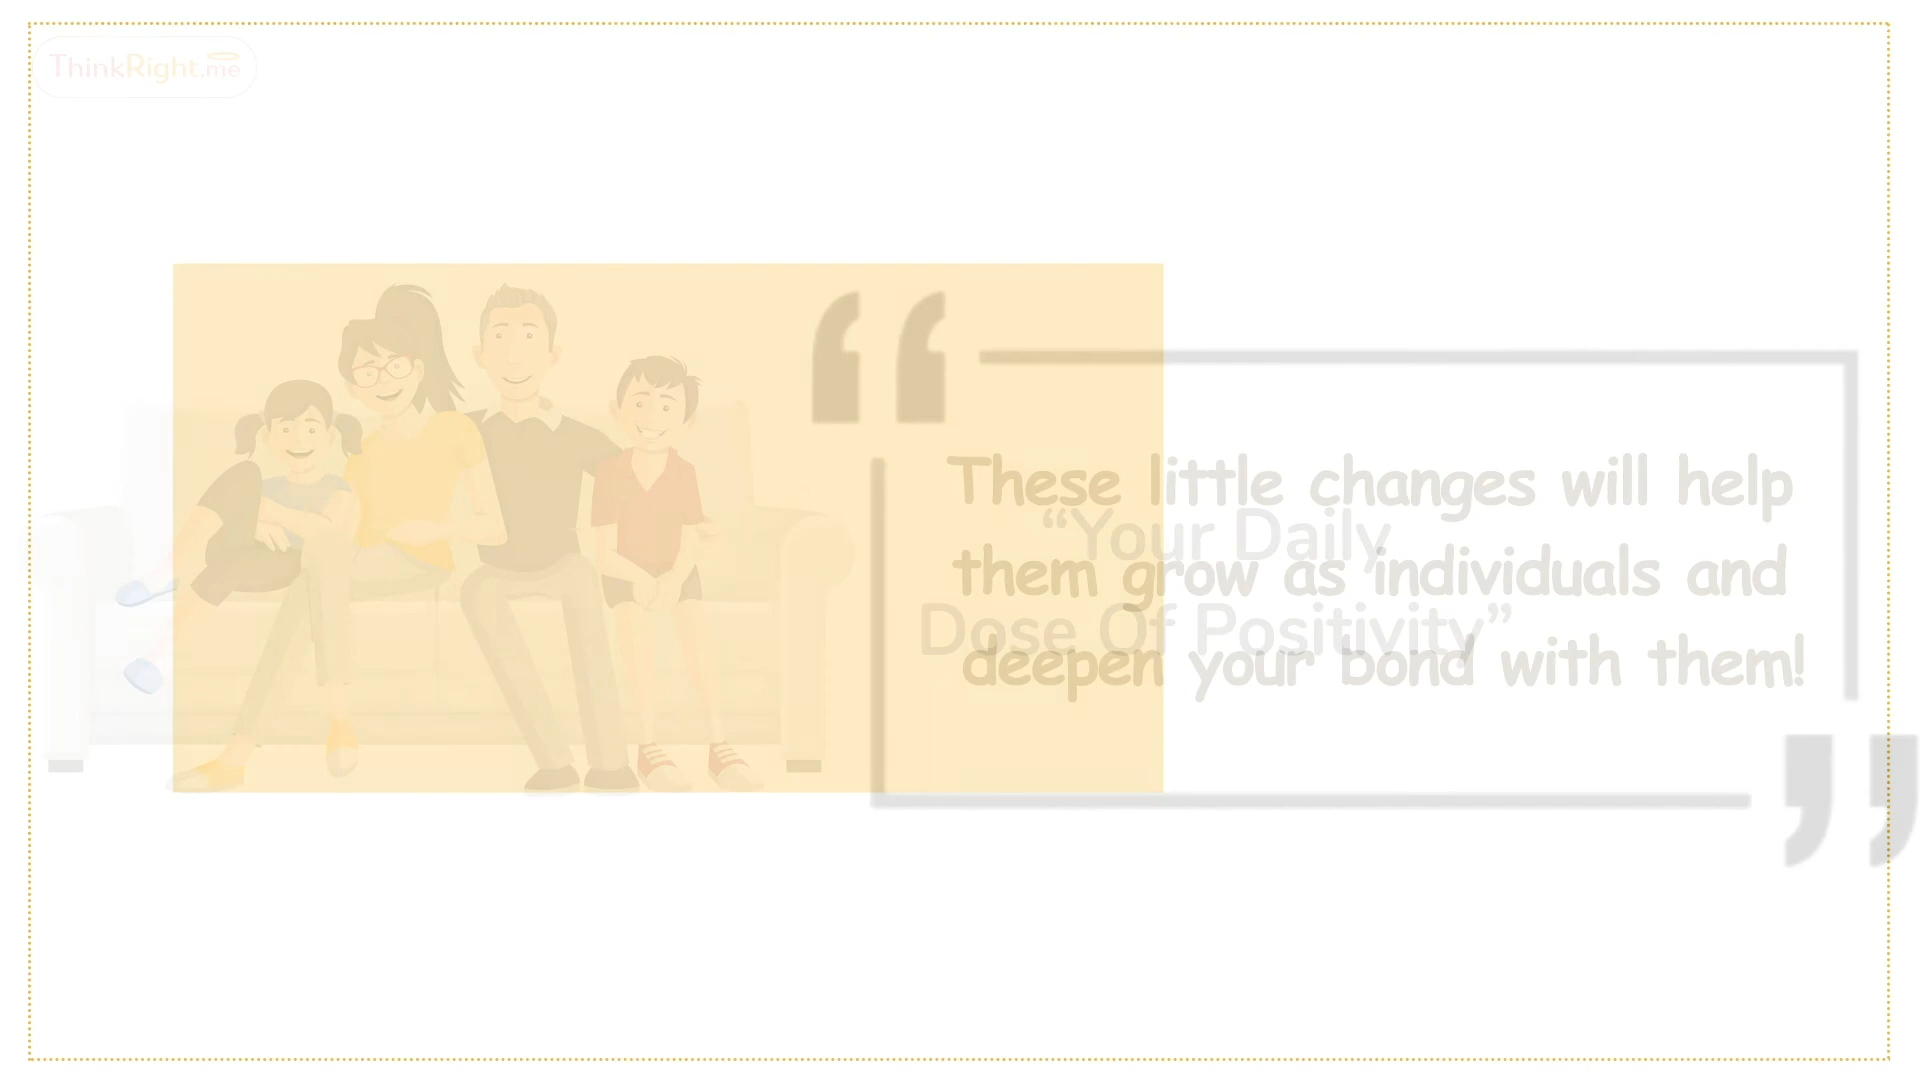 ThinkRight.me
These little changes will help
them grow as individuals and
deepen your bond with them!
“Your Daily
Dose Of Positivity”